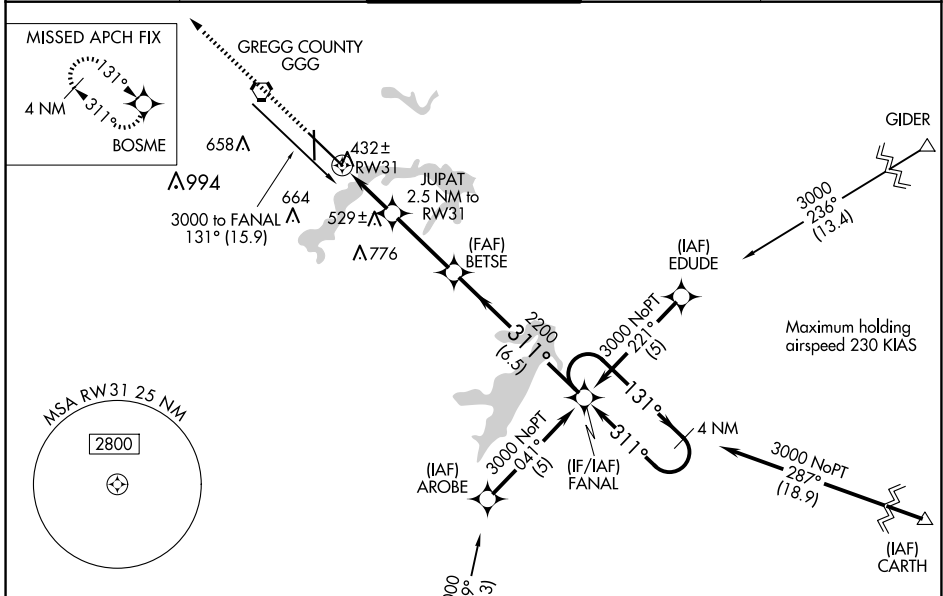 MISSED APCH FIX
131°
4 NM
311°
BOSME
GREGG COUNTY
GGG
658
994
664
3000 to FANAL
131° (15.9)
432±
RW31
JUPAT
2.5 NM to
RW31
529±
776
(FAF)
BETSE
GIDER
3000
236°
(13.4)
(IAF)
EDUDE
3000 NoPT
221°
(5)
Maximum holding
airspeed 230 KIAS
2200
311°
(6.5)
131°
311°
4 NM
MSA RW31 25 NM
2800
3000 NoPT
041°
(5)
(IAF)
AROBE
(IF/IAF)
FANAL
3000 NoPT
287°
(18.9)
(IAF)
CARTH